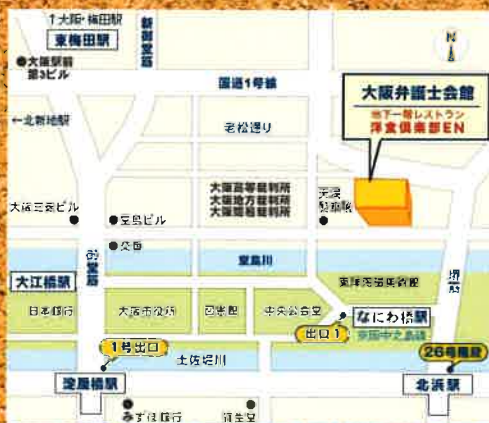 ↑大阪・梅田駅
東梅田駅
新御堂筋
N
●大阪駅前
第3ビル
国道1号線
大阪弁護士会館
地下一階レストラン
洋食倶楽部EN
←北新地駅
老松通り
大阪高等裁判所
大阪地方裁判所
大阪簡易裁判所
天満
警察署
大江橋駅
御堂筋
堂島ビル
交番
堂島川
堺筋
東洋陶磁美術館
日本銀行
大阪市役所
図書館
中央公会堂
なにわ橋駅
京阪中之島線
出口1
1号出口
土佐堀川
26号階段
淀屋橋駅
北浜駅
みずほ銀行